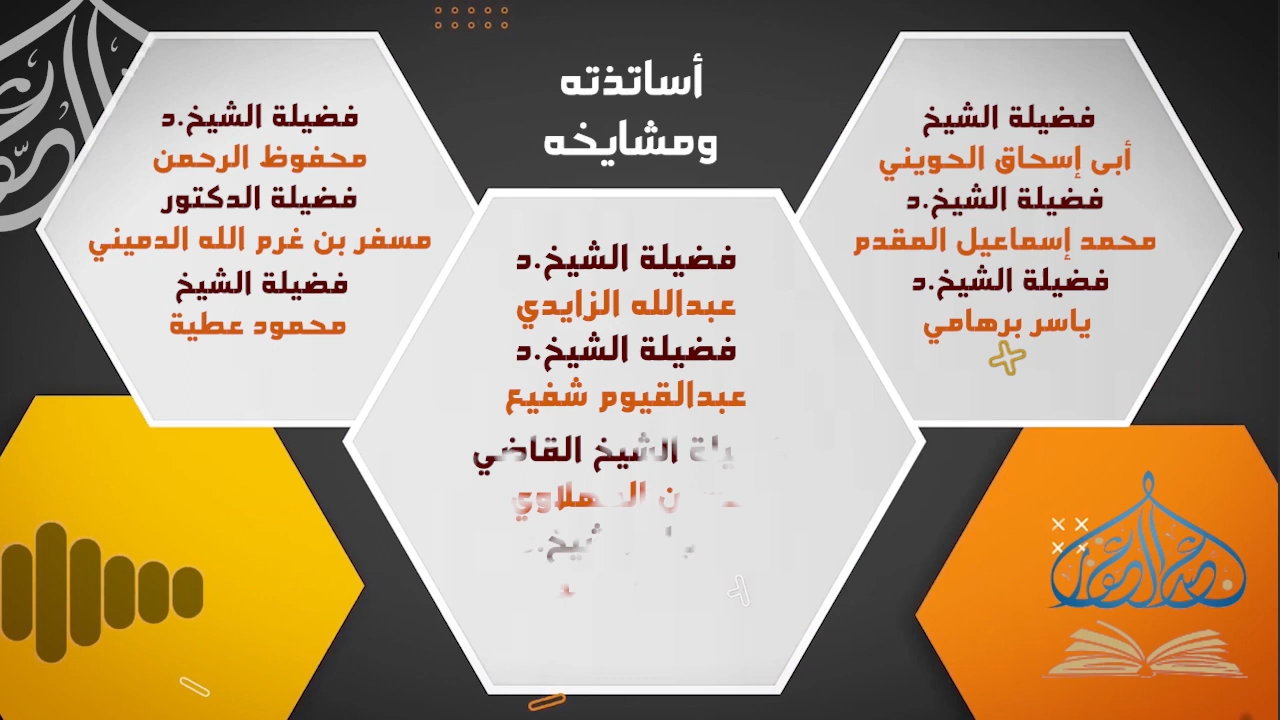 أساتذته
ومشايخه
فضيلة الشيخ
أبى إسحاق الحويني
فضيلة الشيخ.د
محمد إسماعيل المقدم
فضيلة الشيخ.د
ياسر برهامي
فضيلة الشيخ.د
عبدالله الزايدي
فضيلة الشيخ.د
عبدالقيوم شفيع
الشيخ القاضي
فضيلة الشيخ.د
محفوظ الرحمن
فضيلة الدكتور
مسفر بن غرم الله الدميني
فضيلة الشيخ
محمود عطية